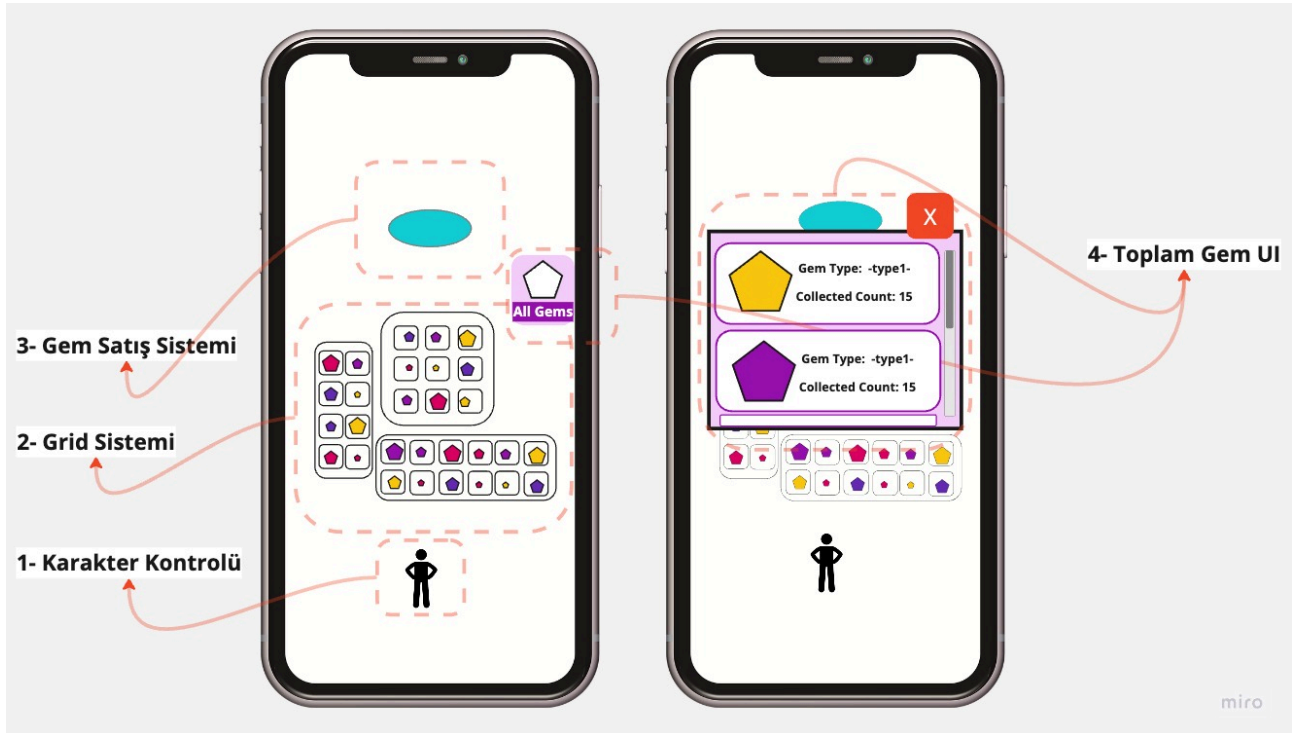 3- Gem Satış Sistemi
2- Grid Sistemi
1- Karakter Kontrolü
All Gems
X
Gem Type: -type1-
Collected Count: 15
Gem Type: -type1-
Collected Count: 15
4- Toplam Gem UI
miro